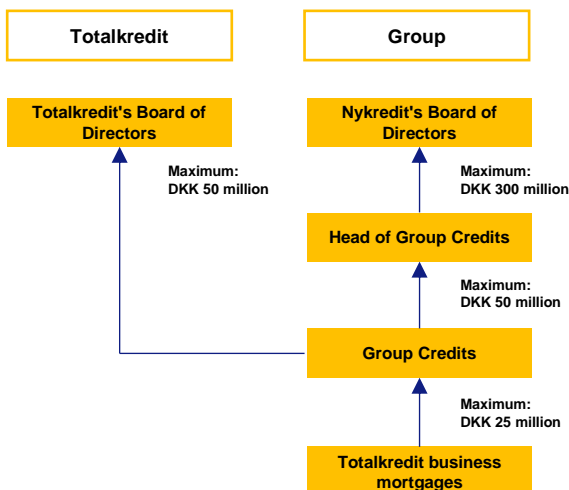 Totalkredit
Group
Totalkredit's Board of
Directors
Nykredit's Board of
Directors
Maximum:
DKK 50 million
Maximum:
DKK 300 million
Head of Group Credits
Maximum:
DKK 50 million
Group Credits
Maximum:
DKK 25 million
Totalkredit business
mortgages